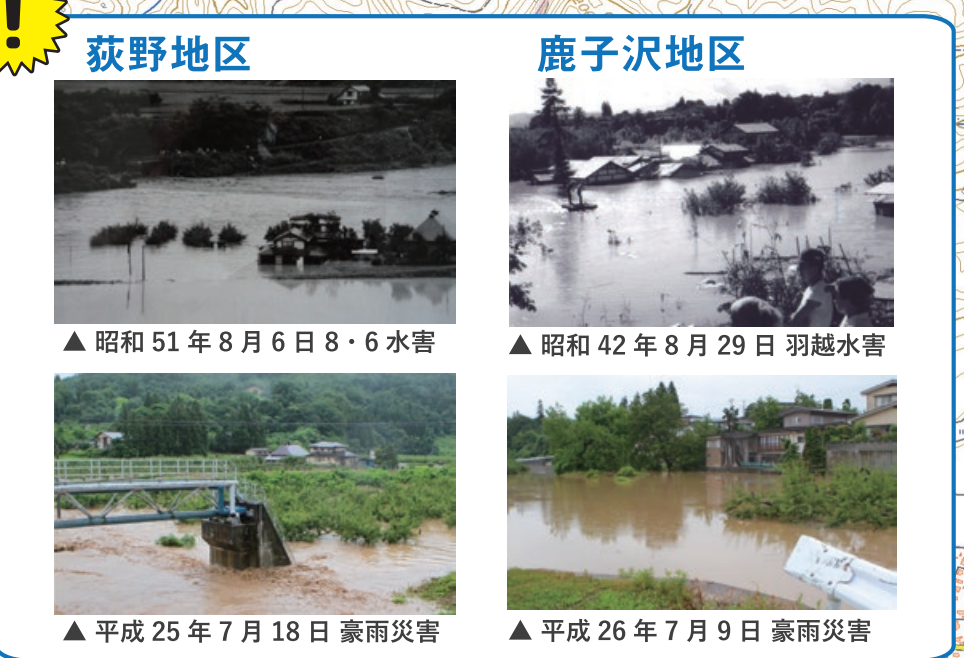 !
荻野地区
鹿子沢地区
▲ 昭和 51 年 8 月 6 日 8・6 水害
▲ 昭和 42 年 8 月 29 日 羽越水害
▲ 平成 25 年 7 月 18 日 豪雨災害
▲ 平成 26 年 7 月 9 日 豪雨災害